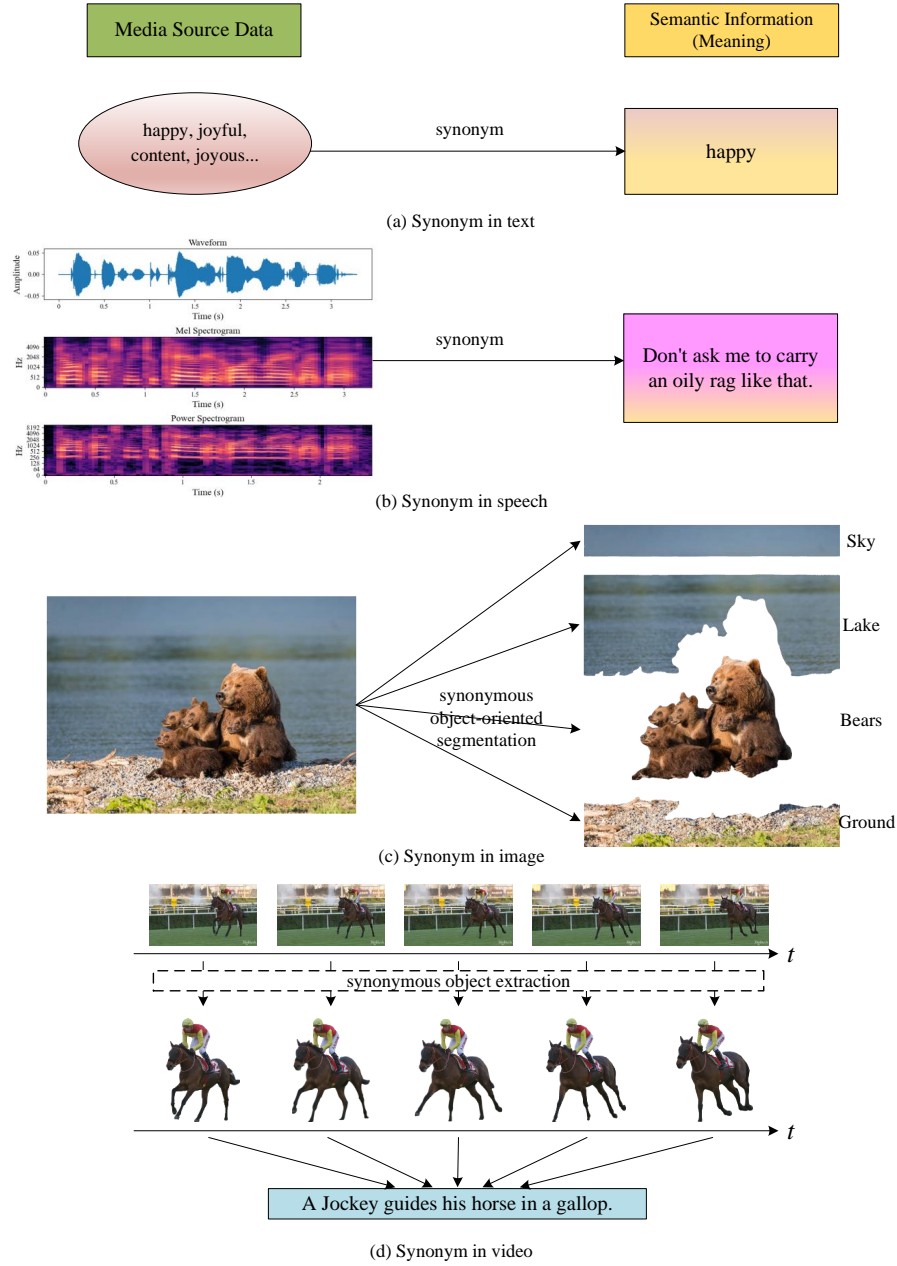 Media Source Data
Semantic Information
(Meaning)
happy, joyful,
content, joyous...
synonym
happy
(a) Synonym in text
Waveform
0.05
0.00
-0.05
Amplitude
0
0.5
1
1.5
2
2.5
3
Time (s)
Mel Spectrogram
4096
2048
1024
512
0
Hz
0
0.5
1
1.5
2
2.5
3
Time (s)
synonym
Don't ask me to carry
an oily rag like that.
Power Spectrogram
8192
4096
2048
1024
512
256
128
64
0
Hz
0
0.5
1
1.5
2
Time (s)
(b) Synonym in speech
Sky
Lake
synonymous
object-oriented
segmentation
Bears
Ground
(c) Synonym in image
t
synonymous object extraction
2
2
2
t
A Jockey guides his horse in a gallop.
(d) Synonym in video